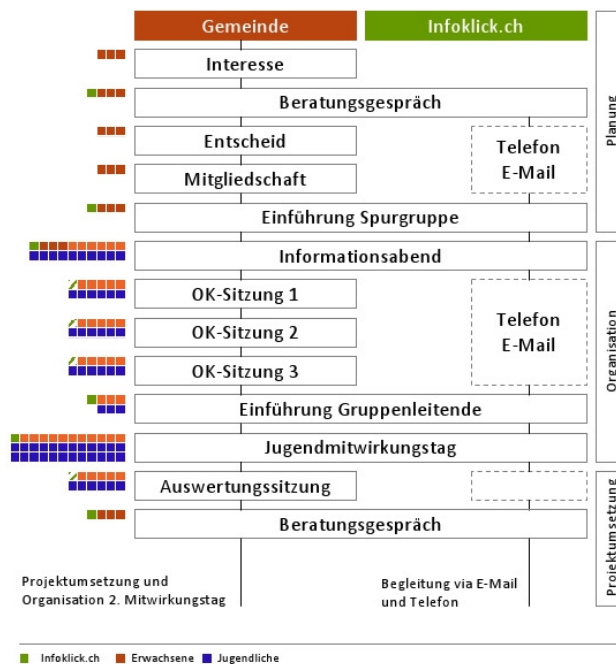 Gemeinde
Infoklick.ch
Interesse
Beratungsgespräch
Entscheid
Telefon
E-Mail
Mitgliedschaft
Einführung Spurgruppe
Planung
Informationsabend
OK-Sitzung 1
OK-Sitzung 2
Telefon
E-Mail
OK-Sitzung 3
Einführung Gruppenleitende
Jugendmitwirkungstag
Organisation
Auswertungssitzung
Beratungsgespräch
Projektumsetzung
Projektumsetzung und
Organisation 2. Mitwirkungstag
Begleitung via E-Mail
und Telefon
Infoklick.ch Erwachsene Jugendliche